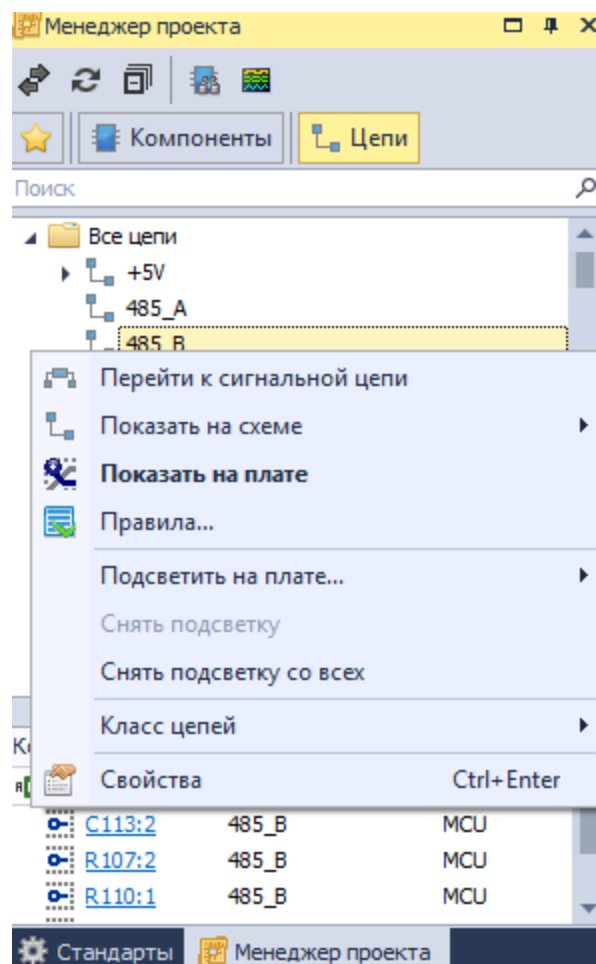 Менеджер проекта
Компоненты
Цепи
Поиск
Все цепи
+5V
485_A
485_B
Перейти к сигнальной цепи
Показать на схеме
Показать на плате
Правила...
Подсветить на плате...
Снять подсветку
Снять подсветку со всех
Класс цепей
Свойства Ctrl+Enter
C113:2 485_B MCU
R107:2 485_B MCU
R110:1 485_B MCU
Стандарты Менеджер проекта